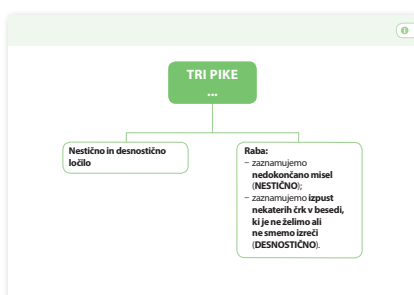 TRI PIKE
...
Nestično in desnostično
ločilo
Raba:
– zaznamujemo
nedokončano misel
(NESTIČNO);
– zaznamujemo izpust
nekaterih črk v besedi,
ki je ne želimo ali
ne smemo izreči
(DESNOSTIČNO).